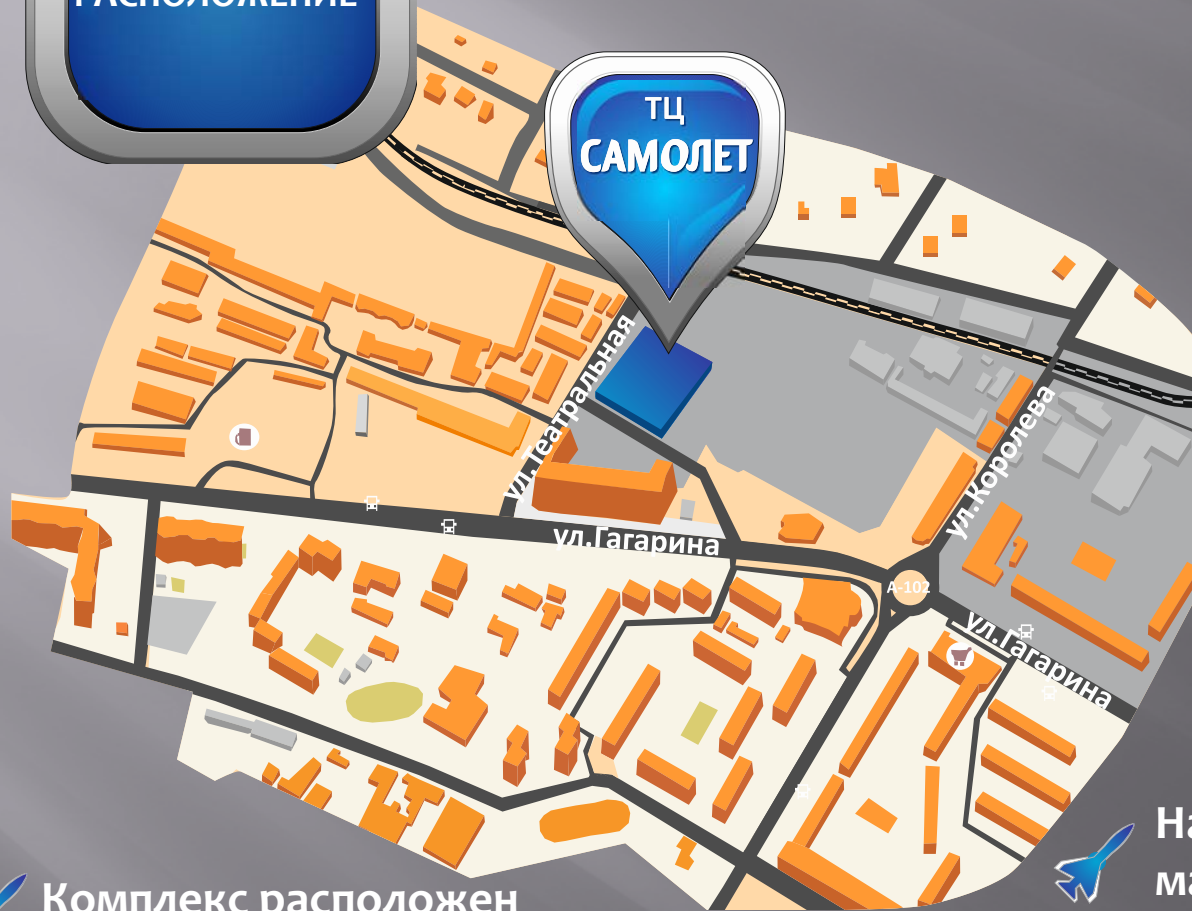 РАСПОЛОЖЕНИЕ
ТЦ
САМОЛЕТ
ул.Театральная
ул.Королева
ул.Гагарина
А-102
ул.Гагарина
На
ма
Комплекс расположен